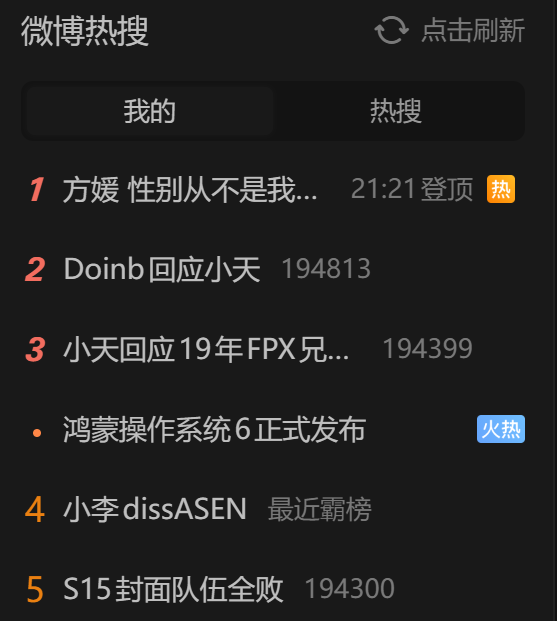 微博热搜 点击刷新
我的 热搜
1 方媛 性别从不是我... 21:21登顶 热
2 Doinb回应小天 194813
3 小天回应19年FPX兄... 194399
• 鸿蒙操作系统6正式发布 火热
4 小李dissASEN 最近霸榜
5 S15封面队伍全败 194300